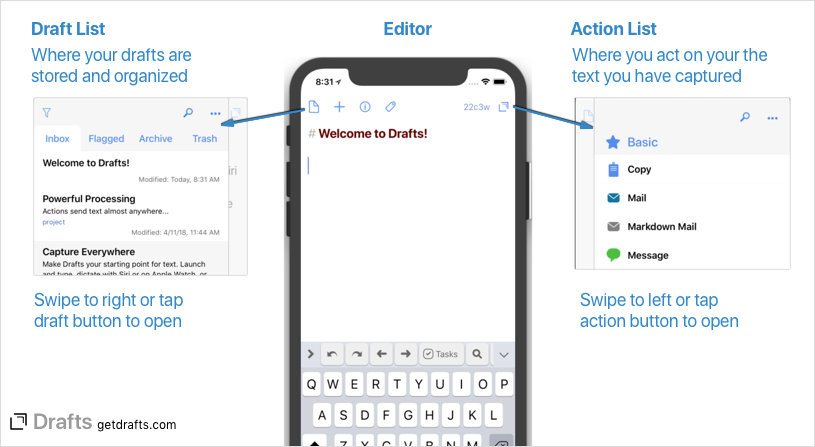 Draft List
Where your drafts are
stored and organized
Inbox Flagged Archive Trash
Welcome to Drafts!
Modified: Today, 8:31 AM
Powerful Processing
Actions send text almost anywhere...
project
Modified: 4/11/18, 11:44 AM
Capture Everywhere
Make Drafts your starting point for text. Launch
and type, dictate with Siri or on Apple Watch, or
iri
e
Swipe to right or tap
draft button to open
Editor
8:31
22c3w
# Welcome to Drafts!
Tasks
Q W E R T Y U I O P
A S D F G H J K L
Z X C V B N M
Action List
Where you act on your the
text you have captured
Basic
Copy
Mail
Markdown Mail
Message
Swipe to left or tap
action button to open
Drafts getdrafts.com